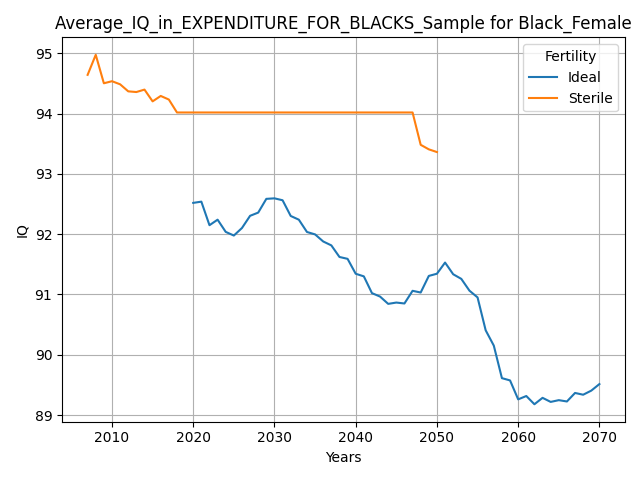 Average_IQ_in_EXPENDITURE_FOR_BLACKS_Sample for Black_Female
Fertility
Ideal
Sterile
IQ
95
94
93
92
91
90
89
2010 2020 2030 2040 2050 2060 2070
Years